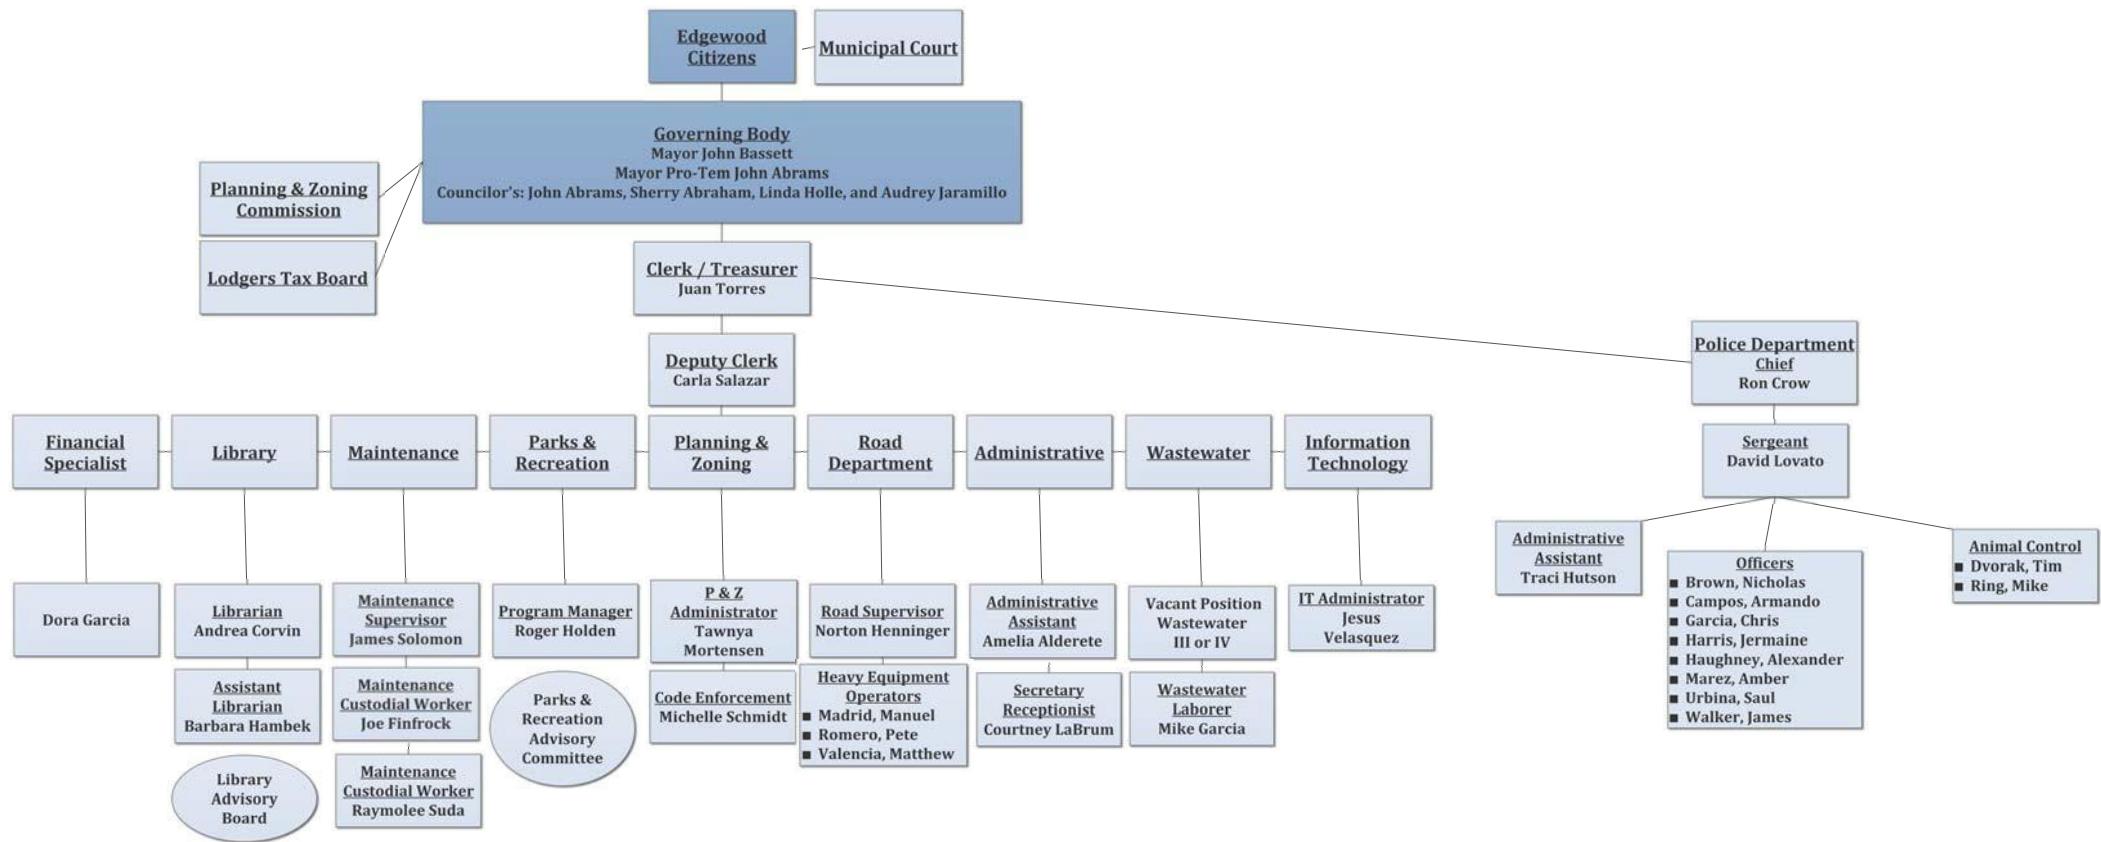 Edgewood
Citizens
Municipal Court
Governing Body
Mayor John Bassett
Mayor Pro-Tem John Abrams
Councilor's: John Abrams, Sherry Abraham, Linda Holle, and Audrey Jaramillo
Planning & Zoning
Commission
Lodgers Tax Board
Clerk / Treasurer
Juan Torres
Deputy Clerk
Carla Salazar
Police Department
Chief
Ron Crow
Sergeant
David Lovato
Financial
Specialist
Library
Maintenance
Parks &
Recreation
Planning &
Zoning
Road
Department
Administrative
Wastewater
Information
Technology
Dora Garcia
Librarian
Andrea Corvin
Assistant
Librarian
Barbara Hambek
Library
Advisory
Board
Maintenance
Supervisor
James Solomon
Maintenance
Custodial Worker
Joe Finfrock
Maintenance
Custodial Worker
Raymolee Suda
Program Manager
Roger Holden
Parks &
Recreation
Advisory
Committee
P & Z
Administrator
Tawnya
Mortensen
Code Enforcement
Michelle Schmidt
Road Supervisor
Norton Henninger
Heavy Equipment
Operators
■ Madrid, Manuel
■ Romero, Pete
■ Valencia, Matthew
Administrative
Assistant
Amelia Alderete
Secretary
Receptionist
Courtney LaBrum
Vacant Position
Wastewater
III or IV
Wastewater
Laborer
Mike Garcia
IT Administrator
Jesus
Velasquez
Administrative
Assistant
Traci Hutson
Officers
■ Brown, Nicholas
■ Campos, Armando
■ Garcia, Chris
■ Harris, Jermaine
■ Haughney, Alexander
■ Marez, Amber
■ Urbina, Saul
■ Walker, James
Animal Control
■ Dvorak, Tim
■ Ring, Mike